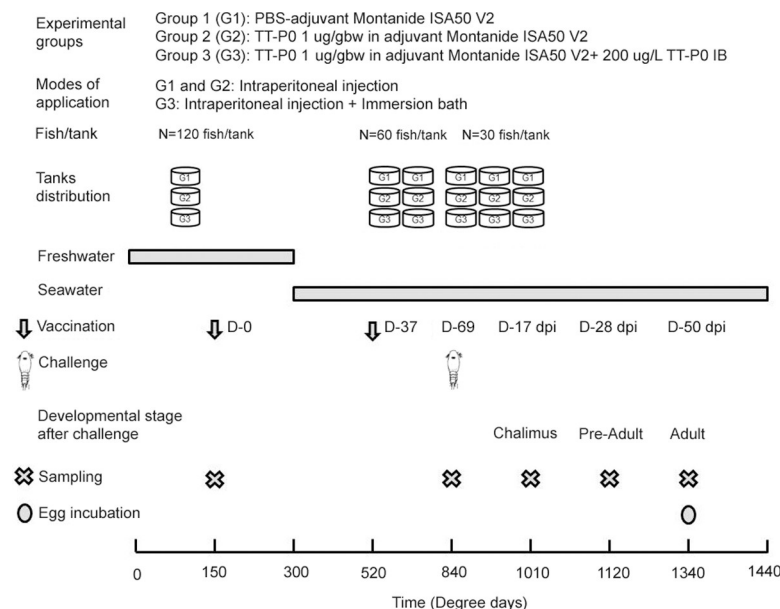 Experimental groups
Group 1 (G1): PBS-adjuvant Montanide ISA50 V2
Group 2 (G2): TT-P0 1 ug/gbw in adjuvant Montanide ISA50 V2
Group 3 (G3): TT-P0 1 ug/gbw in adjuvant Montanide ISA50 V2+ 200 ug/L TT-P0 IB
Modes of application
G1 and G2: Intraperitoneal injection
G3: Intraperitoneal injection + Immersion bath
Fish/tank N=120 fish/tank N=60 fish/tank N=30 fish/tank
Tanks distribution
G1 G1 G1 G1 G1 G1
G2 G2 G2 G2 G2 G2
G3 G3 G3 G3 G3 G3
Freshwater
Seawater
Vaccination D-0 D-37 D-69 D-17 dpi D-28 dpi D-50 dpi
Challenge
Developmental stage
after challenge
Chalimus Pre-Adult Adult
Sampling
Egg incubation
0 150 300 520 840 1010 1120 1340 1440
Time (Degree days)